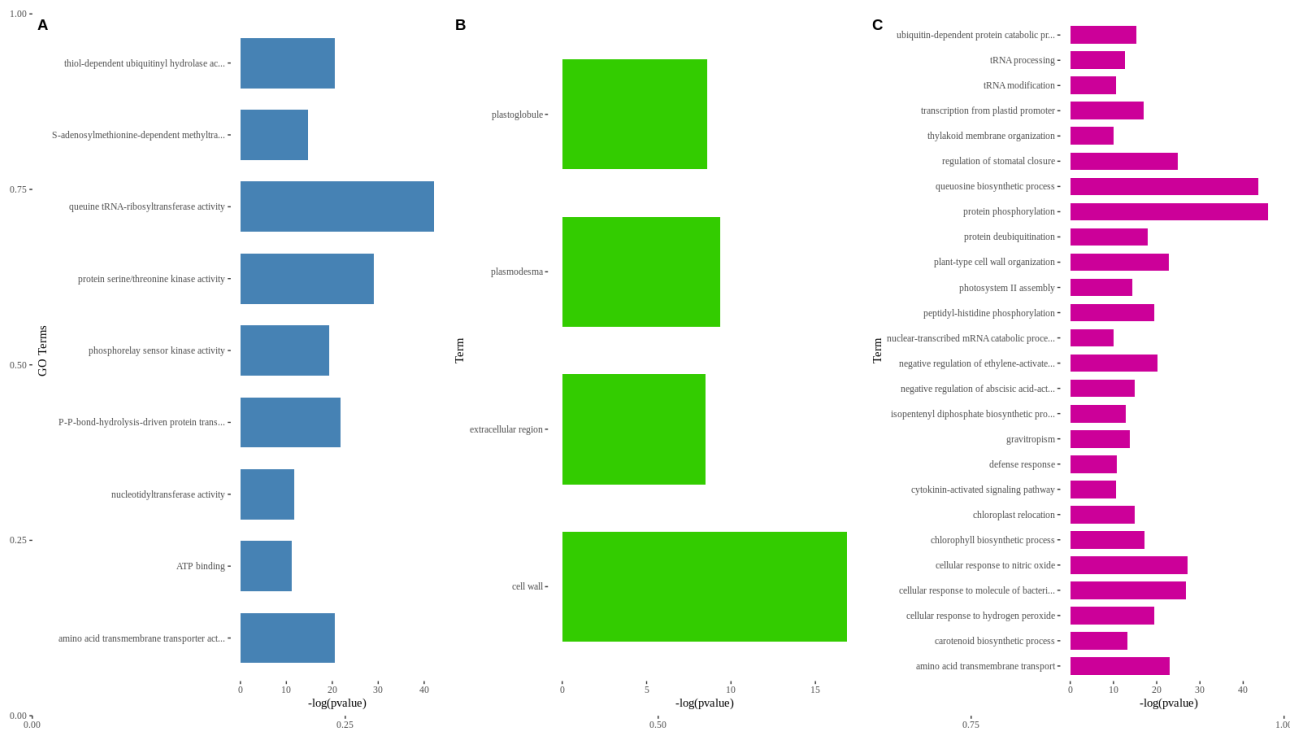 1.00
0.75
0.50
0.25
0.00
0.00
0.25
0.50
0.75
1.00
A
GO Terms
thiol-dependent ubiquitinyl hydrolase ac...
S-adenosylmethionine-dependent methyltra...
queuine tRNA-ribosyltransferase activity
protein serine/threonine kinase activity
phosphorelay sensor kinase activity
P-P-bond-hydrolysis-driven protein trans...
nucleotidyltransferase activity
ATP binding
amino acid transmembrane transporter act...
0 10 20 30 40
-log(pvalue)
B
Term
plastoglobule
plasmodesma
extracellular region
cell wall
0 5 10 15
-log(pvalue)
C
Term
ubiquitin-dependent protein catabolic pr...
tRNA processing
tRNA modification
transcription from plastid promoter
thylakoid membrane organization
regulation of stomatal closure
queuosine biosynthetic process
protein phosphorylation
protein deubiquitination
plant-type cell wall organization
photosystem II assembly
peptidyl-histidine phosphorylation
nuclear-transcribed mRNA catabolic proce...
negative regulation of ethylene-activate...
negative regulation of abscisic acid-act...
isopentenyl diphosphate biosynthetic pro...
gravitropism
defense response
cytokinin-activated signaling pathway
chloroplast relocation
chlorophyll biosynthetic process
cellular response to nitric oxide
cellular response to molecule of bacteri...
cellular response to hydrogen peroxide
carotenoid biosynthetic process
amino acid transmembrane transport
0 10 20 30 40
-log(pvalue)